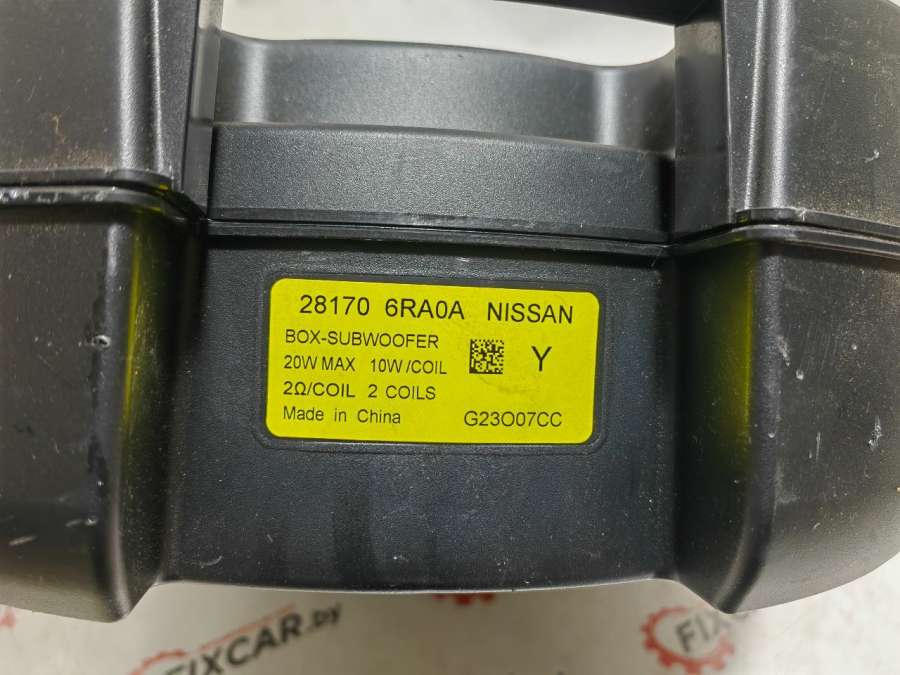 28170 6RA0A NISSAN
BOX-SUBWOOFER
20W MAX 10W/COIL Y
2Ω/COIL 2 COILS
Made in China G23O07CC
FIXCAR.by
FIXCAR